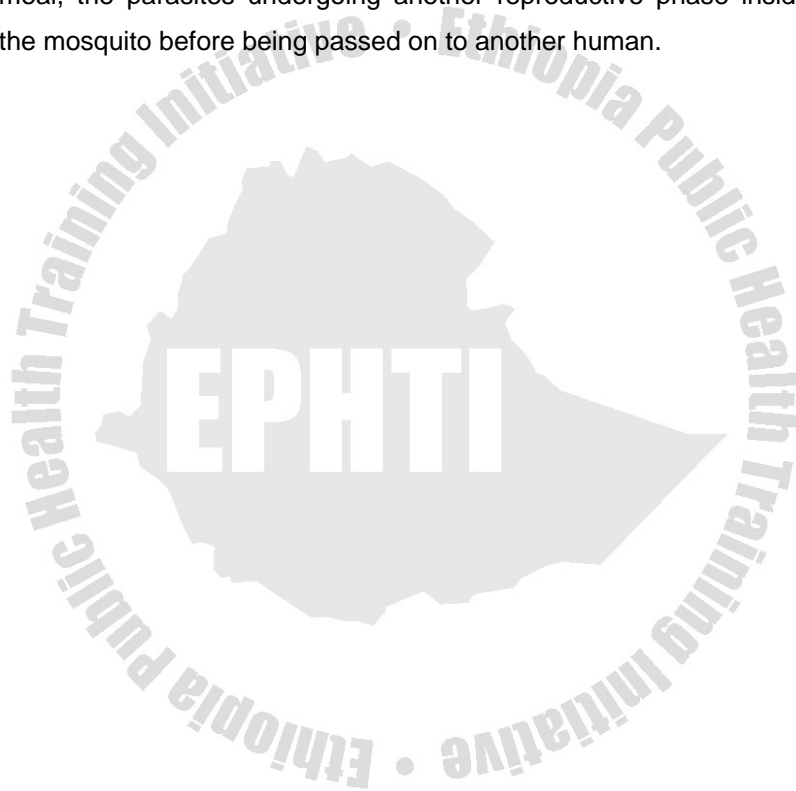 meal, the parasites undergoing another reproductive phase insid
the mosquito before being passed on to another human.
Ethiopia Public Health Training Initiative • Ethiopia Public Health Training Initiative •
EPHTI